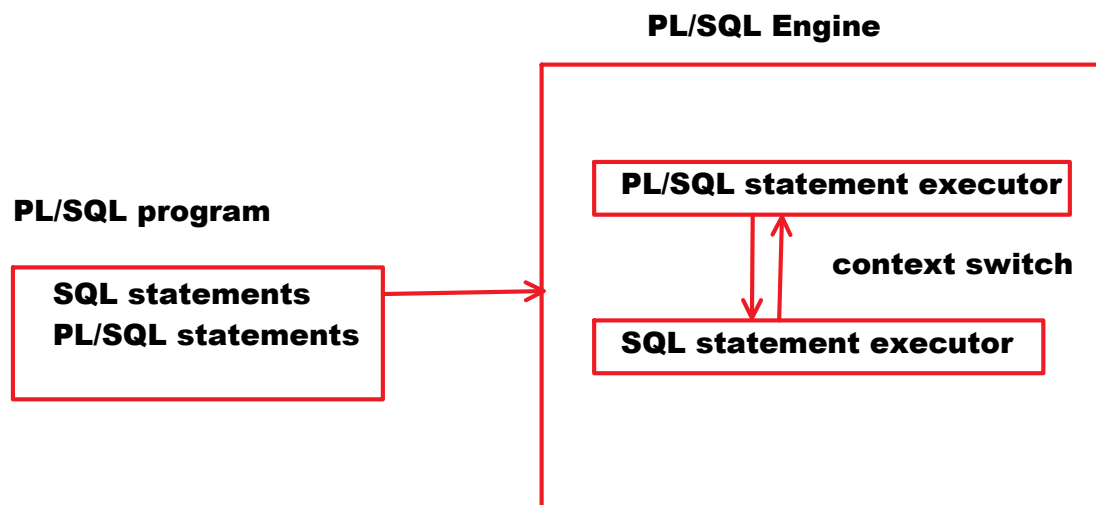 PL/SQL Engine
PL/SQL statement executor
PL/SQL program
context switch
SQL statements
PL/SQL statements
SQL statement executor